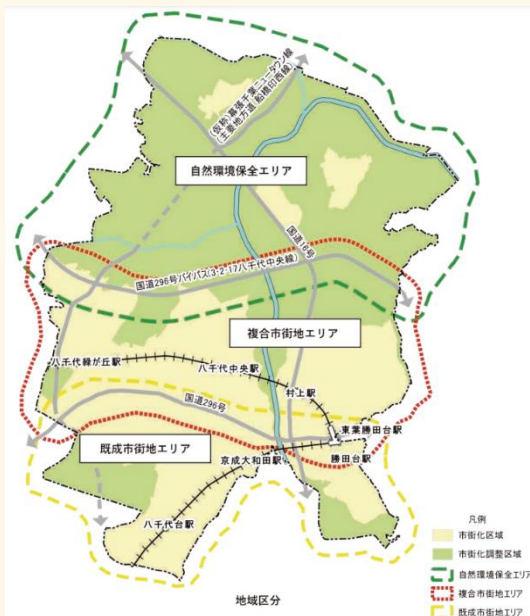 (仮称)幕張千葉ニュータウン線
(主要地方道 船橋印西線)
自然環境保全エリア
国道16号
国道296号バイパス(3・2・17八千代中央線)
複合市街地エリア
八千代緑が丘駅
八千代中央駅
村上駅
国道296号
東葉勝田台駅
既成市街地エリア
京成大和田駅
勝田台駅
八千代台駅
凡例
市街化区域
市街化調整区域
自然環境保全エリア
複合市街地エリア
既成市街地エリア
地域区分